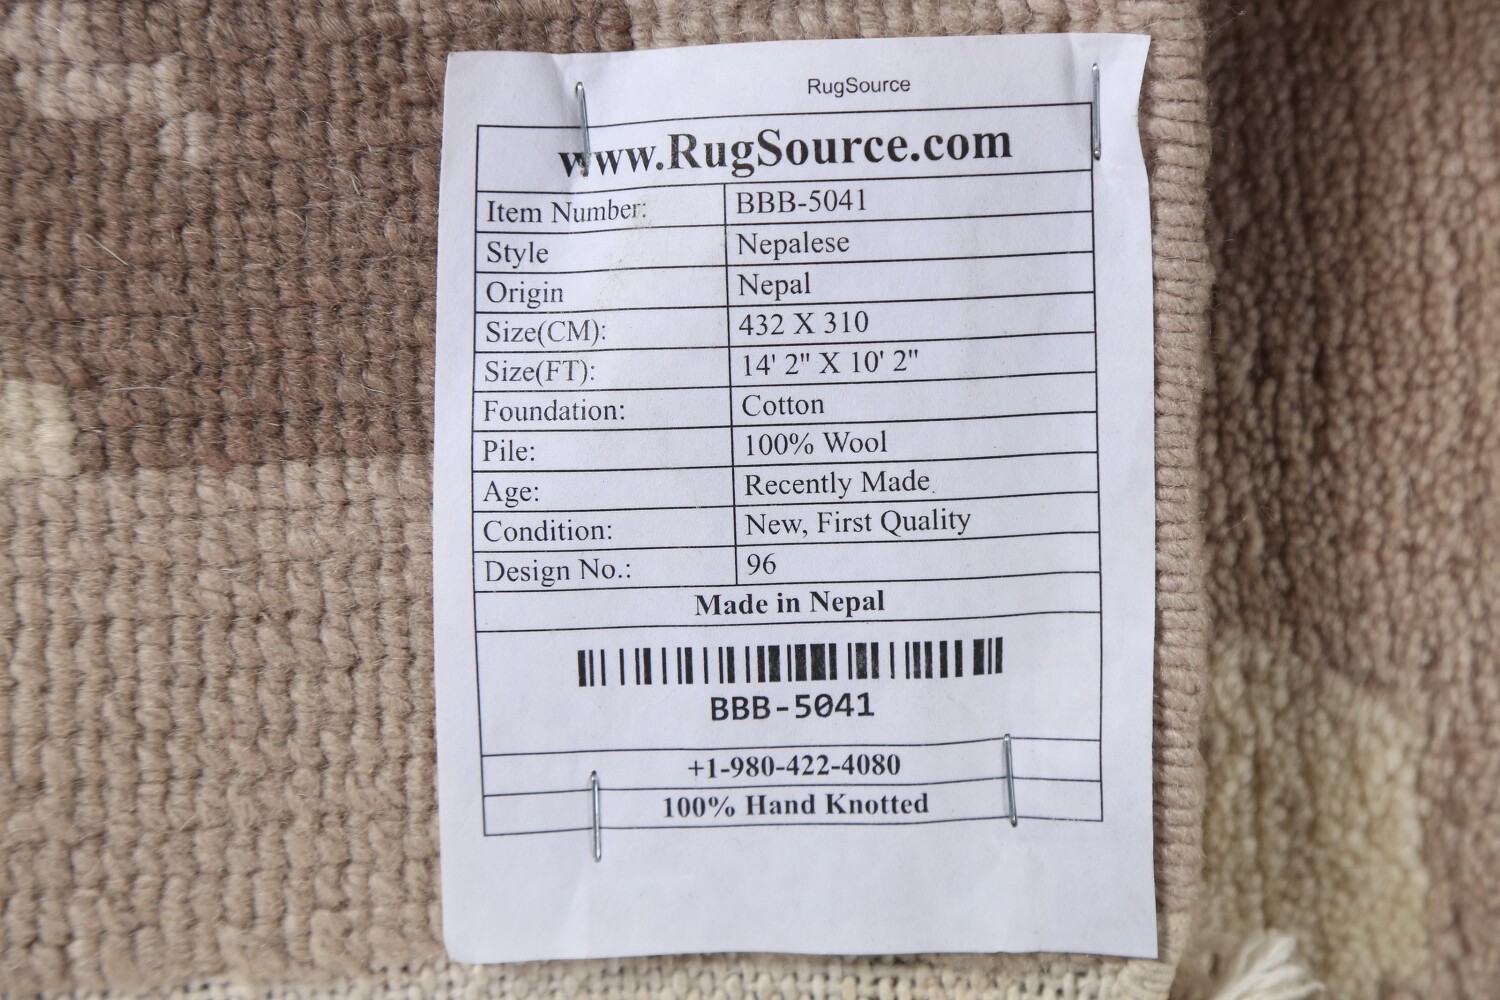 RugSource
www.RugSource.com
Item Number: BBB-5041
Style Nepalese
Origin Nepal
Size(CM): 432 X 310
Size(FT): 14' 2" X 10' 2"
Foundation: Cotton
Pile: 100% Wool
Age: Recently Made
Condition: New, First Quality
Design No.: 96
Made in Nepal
BBB-5041
+1-980-422-4080
100% Hand Knotted